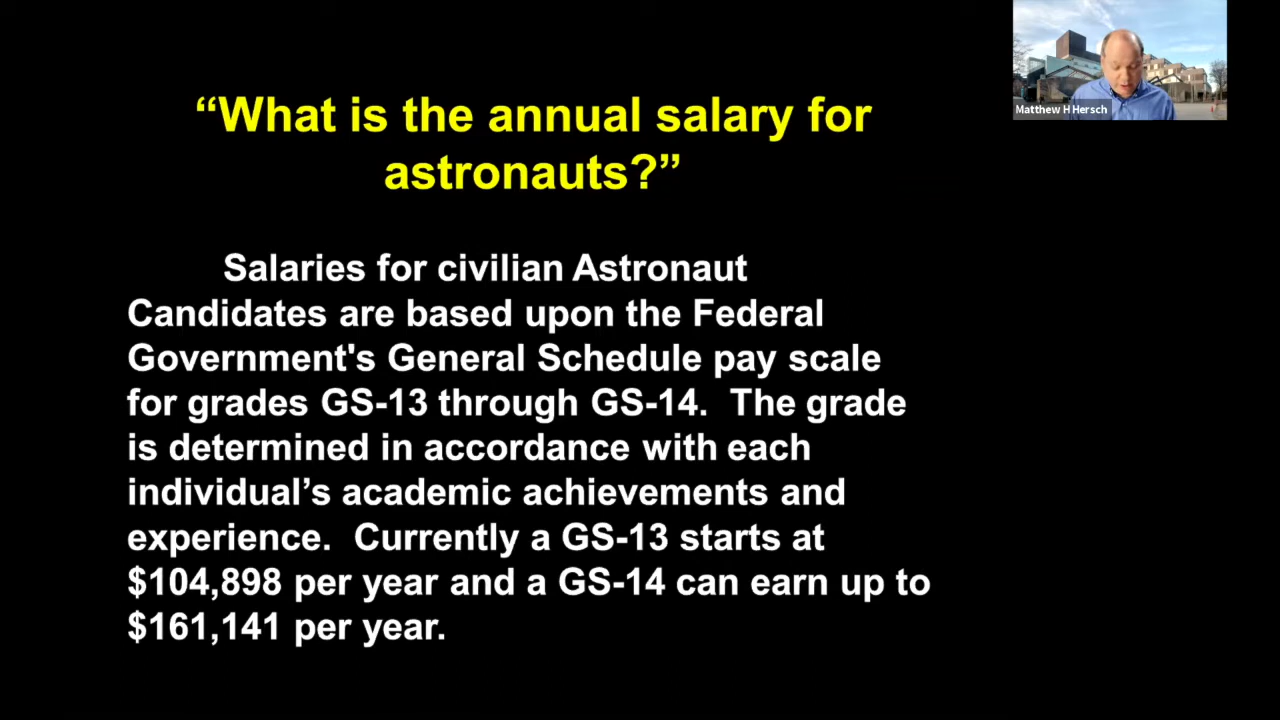 “What is the annual salary for
astronauts?”
Matthew H Hersch
Salaries for civilian Astronaut
Candidates are based upon the Federal
Government's General Schedule pay scale
for grades GS-13 through GS-14.  The grade
is determined in accordance with each
individual’s academic achievements and
experience.  Currently a GS-13 starts at
$104,898 per year and a GS-14 can earn up to
$161,141 per year.